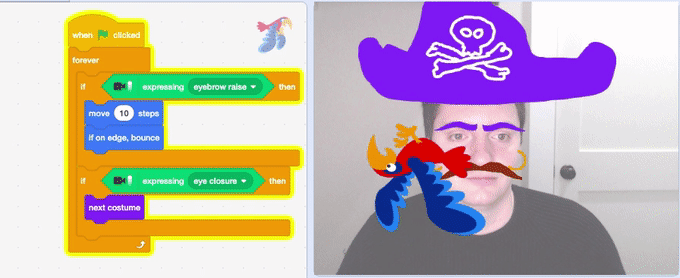 when clicked
forever
if expressing eyebrow raise then
move 10 steps
if on edge, bounce
if expressing eye closure then
next costume